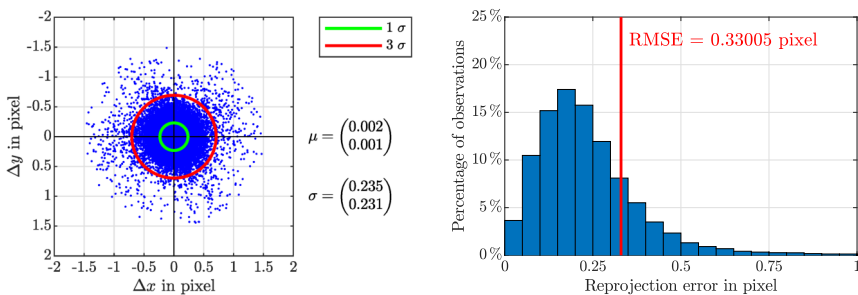 -2
-1.5
-1
-0.5
0
0.5
1
1.5
2
Δy in pixel
-2 -1.5 -1 -0.5 0 0.5 1 1.5 2
Δx in pixel
1 σ
3 σ
μ = (0.002
0.001)
σ = (0.235
0.231)
25 %
20 %
15 %
10 %
5 %
0 %
Percentage of observations
RMSE = 0.33005 pixel
0 0.25 0.5 0.75 1
Reprojection error in pixel